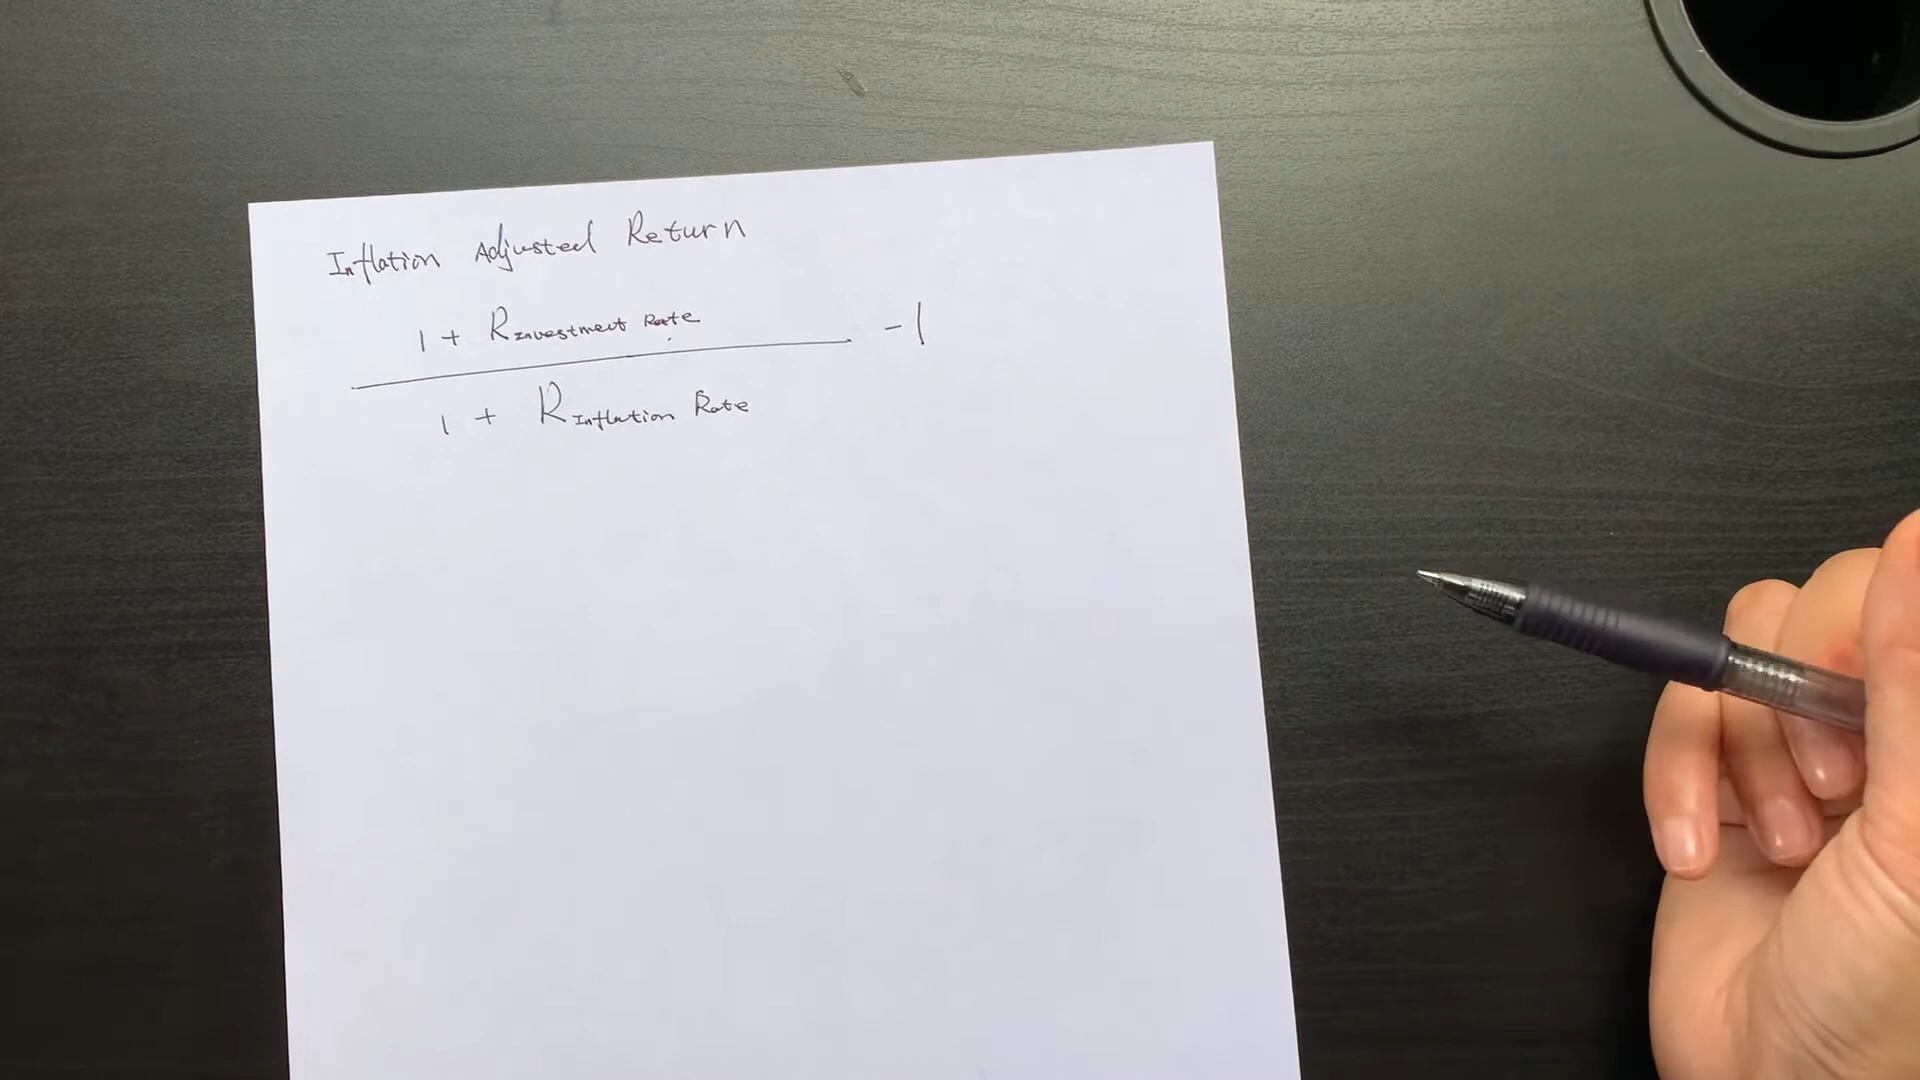 Inflation Adjusted Return
1 + R Investment Rate
- 1
1 + R Inflation Rate